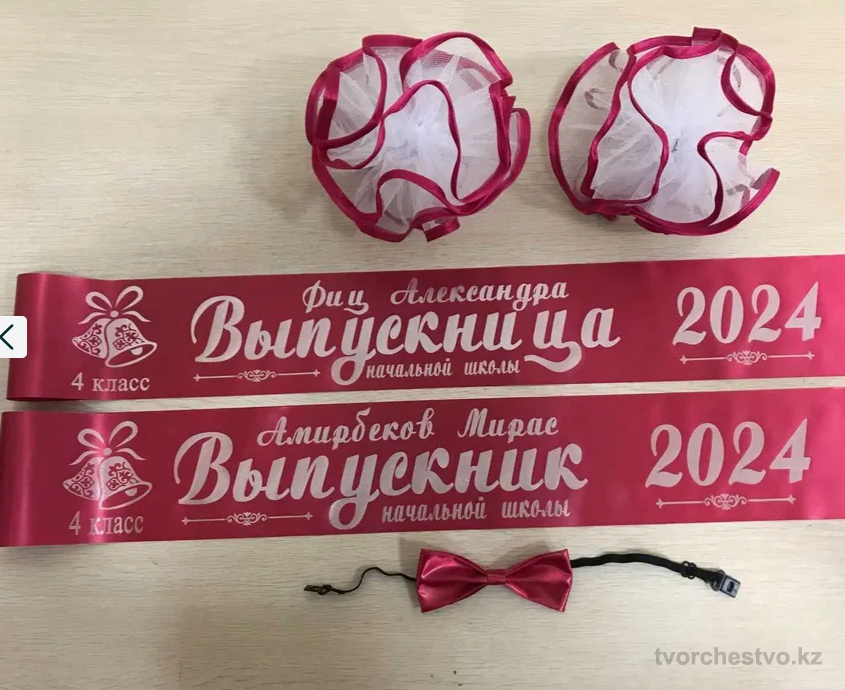 Фиц Александра
Выпускница
начальной школы
4 класс
2024
Амирбеков Мирас
Выпускник
начальной школы
4 класс
2024
tvorchestvo.kz